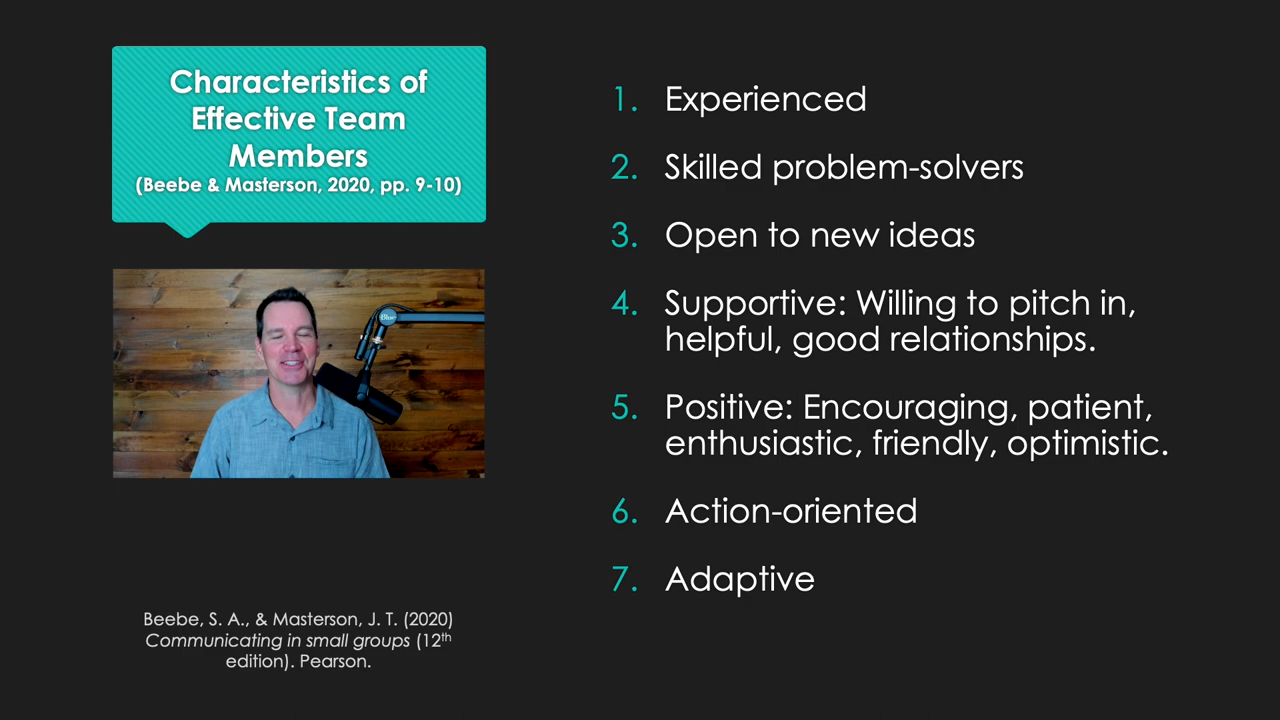 Characteristics of
Effective Team
Members
(Beebe & Masterson, 2020, pp. 9-10)
1. Experienced
2. Skilled problem-solvers
3. Open to new ideas
4. Supportive: Willing to pitch in,
helpful, good relationships.
5. Positive: Encouraging, patient,
enthusiastic, friendly, optimistic.
6. Action-oriented
7. Adaptive
Blue
Beebe, S. A., & Masterson, J. T. (2020)
Communicating in small groups (12th
edition). Pearson.